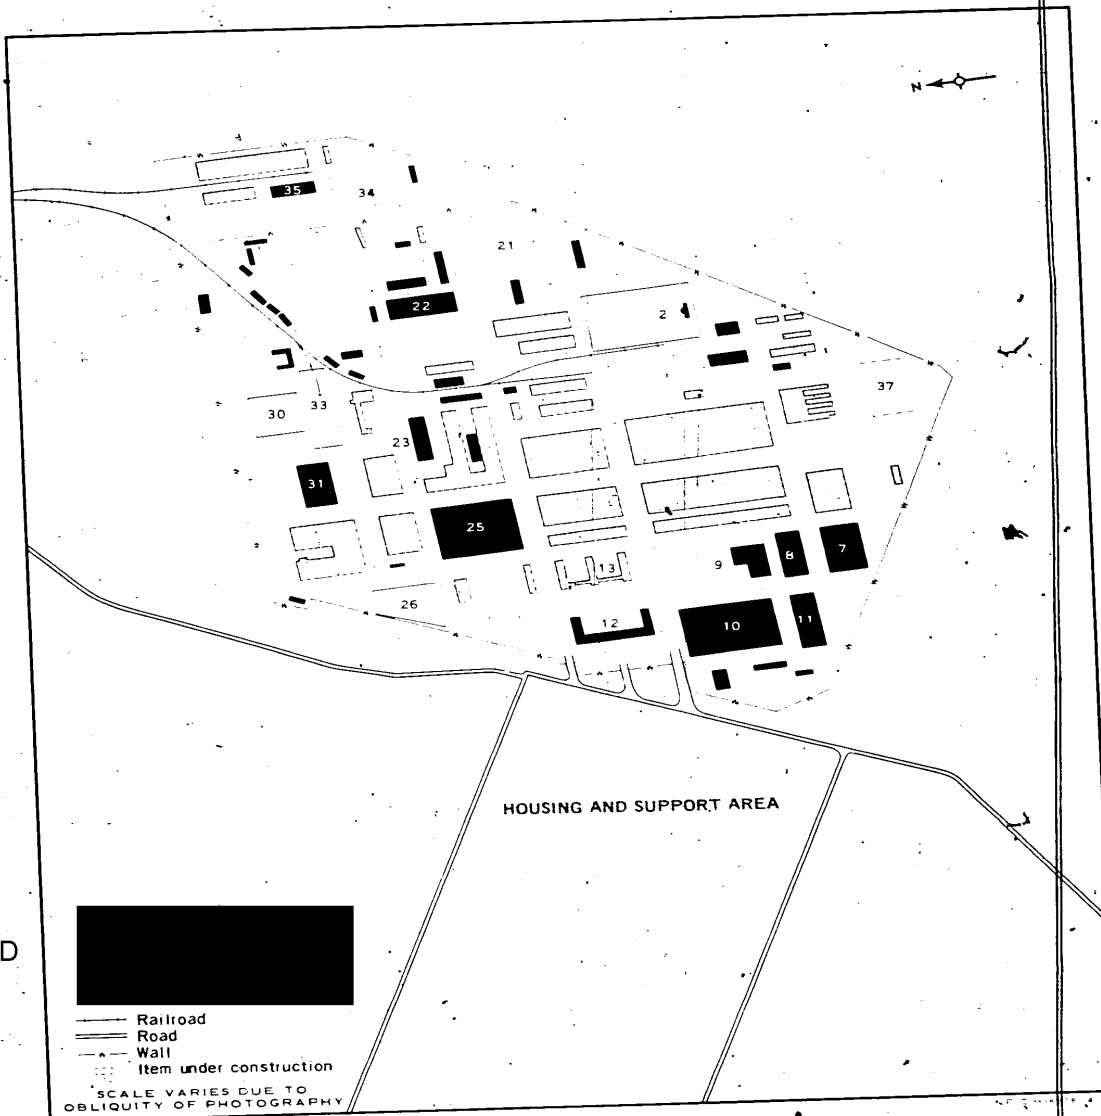 N
35
34
21
22
2
1
37
30
33
23
31
25
7
8
9
13
26
12
10
11
HOUSING AND SUPPORT AREA
D
Railroad
Road
Wall
Item under construction
SCALE VARIES DUE TO
OBLIQUITY OF PHOTOGRAPHY